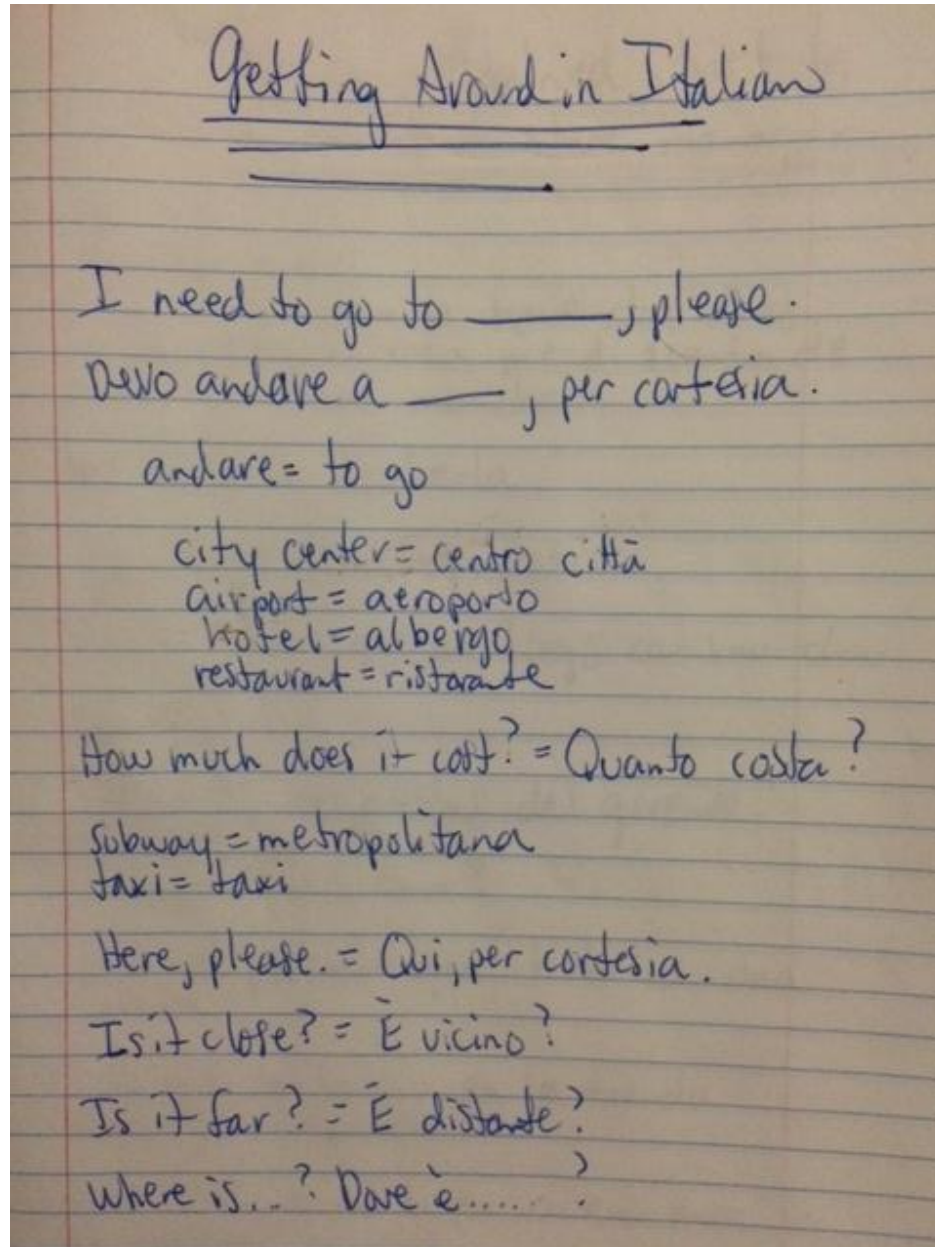 Getting Around in Italian
I need to go to ______, please.
Devo andare a ____, per cortesia.
andare = to go
city center = centro città
airport = aeroporto
hotel = albergo
restaurant = ristorante
How much does it cost? = Quanto costa?
subway = metropolitana
taxi = taxi
Here, please. = Qui, per cortesia.
Is it close? = È vicino?
Is it far? = È distante?
Where is...? Dove è......?